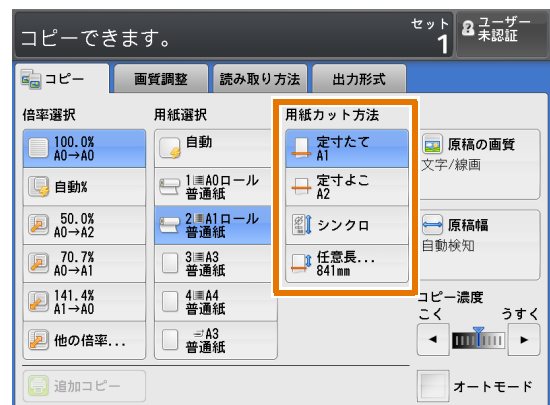 コピーできます。
セット
1
ユーザー
未認証
コピー
画質調整
読み取り方法
出力形式
倍率選択
100.0%
A0→A0
自動%
50.0%
A0→A2
70.7%
A0→A1
141.4%
A1→A0
他の倍率...
用紙選択
自動
1 A0ロール
普通紙
2 A1ロール
普通紙
3 A3
普通紙
4 A4
普通紙
A3
普通紙
用紙カット方法
定寸たて
A1
定寸よこ
A2
シンクロ
任意長...
841mm
原稿の画質
文字/線画
原稿幅
自動検知
コピー濃度
こく うすく
追加コピー
オートモード